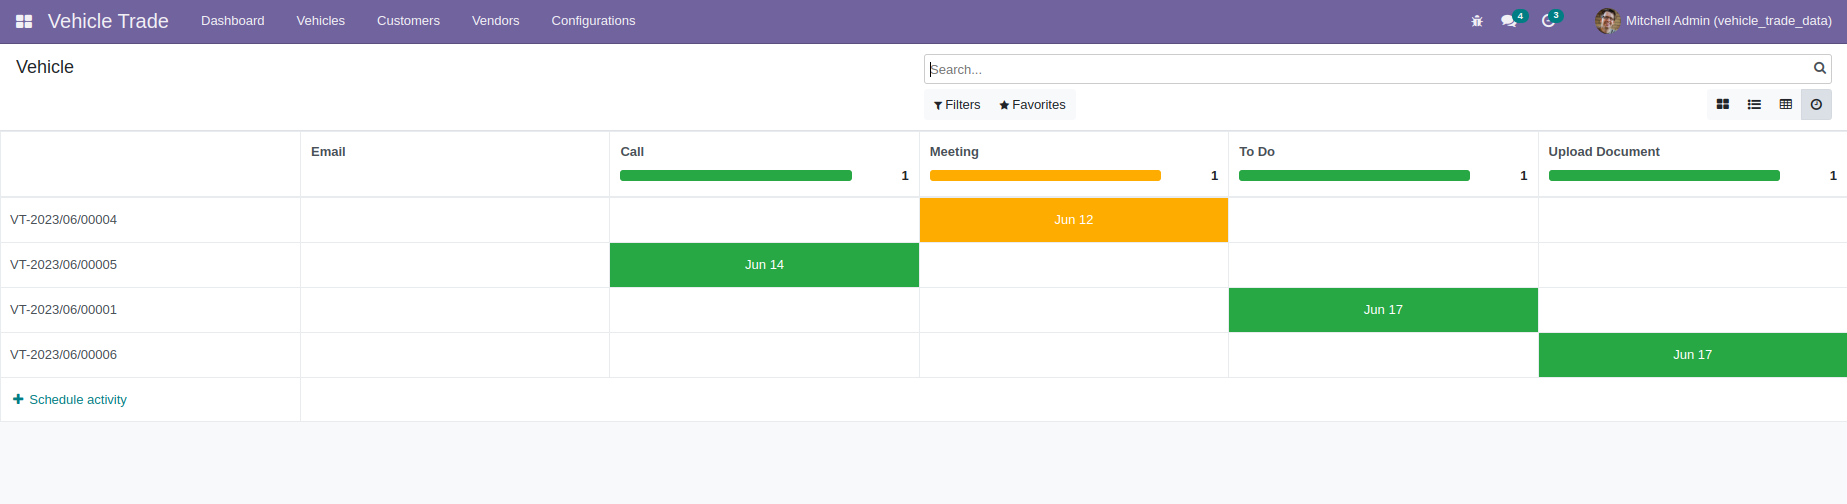 Vehicle Trade Dashboard Vehicles Customers Vendors Configurations 4 3 Mitchell Admin (vehicle_trade_data)
Vehicle
Search...
Filters Favorites
Email Call Meeting To Do Upload Document
1 1 1 1
VT-2023/06/00004 Jun 12
VT-2023/06/00005 Jun 14
VT-2023/06/00001 Jun 17
VT-2023/06/00006 Jun 17
Schedule activity